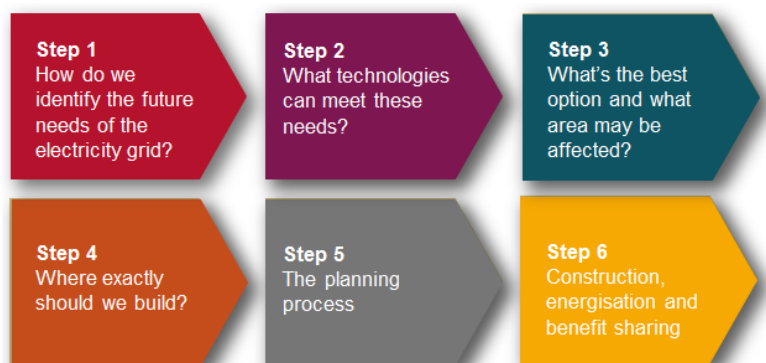 Step 1
How do we
identify the future
needs of the
electricity grid?
Step 2
What technologies
can meet these
needs?
Step 3
What's the best
option and what
area may be
affected?
Step 4
Where exactly
should we build?
Step 5
The planning
process
Step 6
Construction,
energisation and
benefit sharing